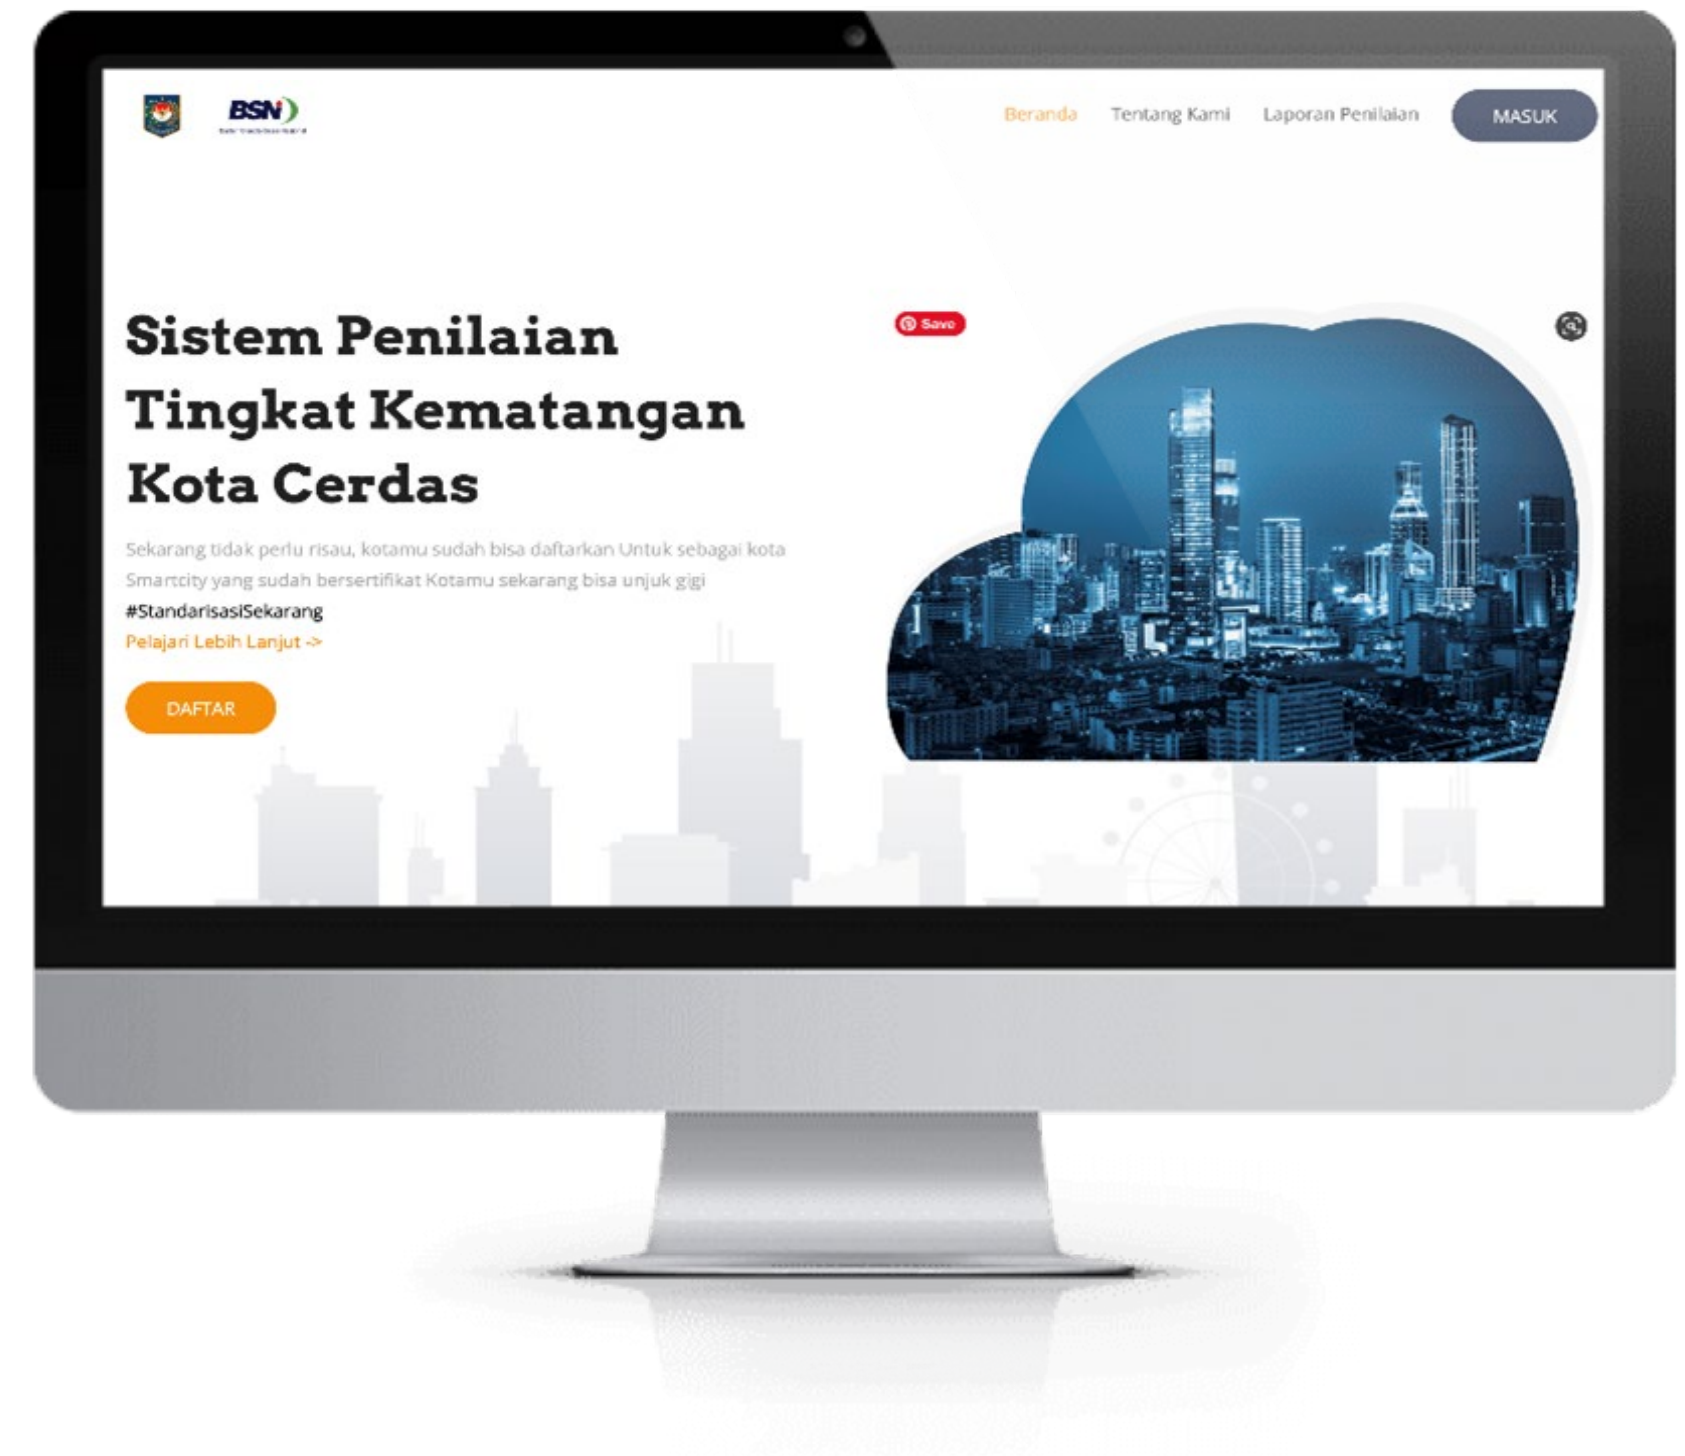 BSN
Beranda
Tentang Kami
Laporan Penilaian
MASUK
Sistem Penilaian
Tingkat Kematangan
Kota Cerdas
Save
Sekarang tidak perlu risau, kotamu sudah bisa daftarkan Untuk sebagai kota
Smartcity yang sudah bersertifikat Kotamu sekarang bisa unjuk gigi
#StandarisasiSekarang
Pelajari Lebih Lanjut ->
DAFTAR